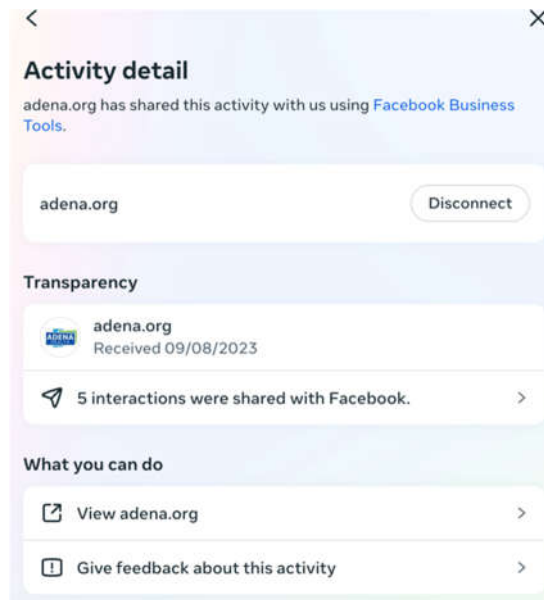 Activity detail
adena.org has shared this activity with us using Facebook Business
Tools.
adena.org
Disconnect
Transparency
ADENA
adena.org
Received 09/08/2023
5 interactions were shared with Facebook.
What you can do
View adena.org
Give feedback about this activity